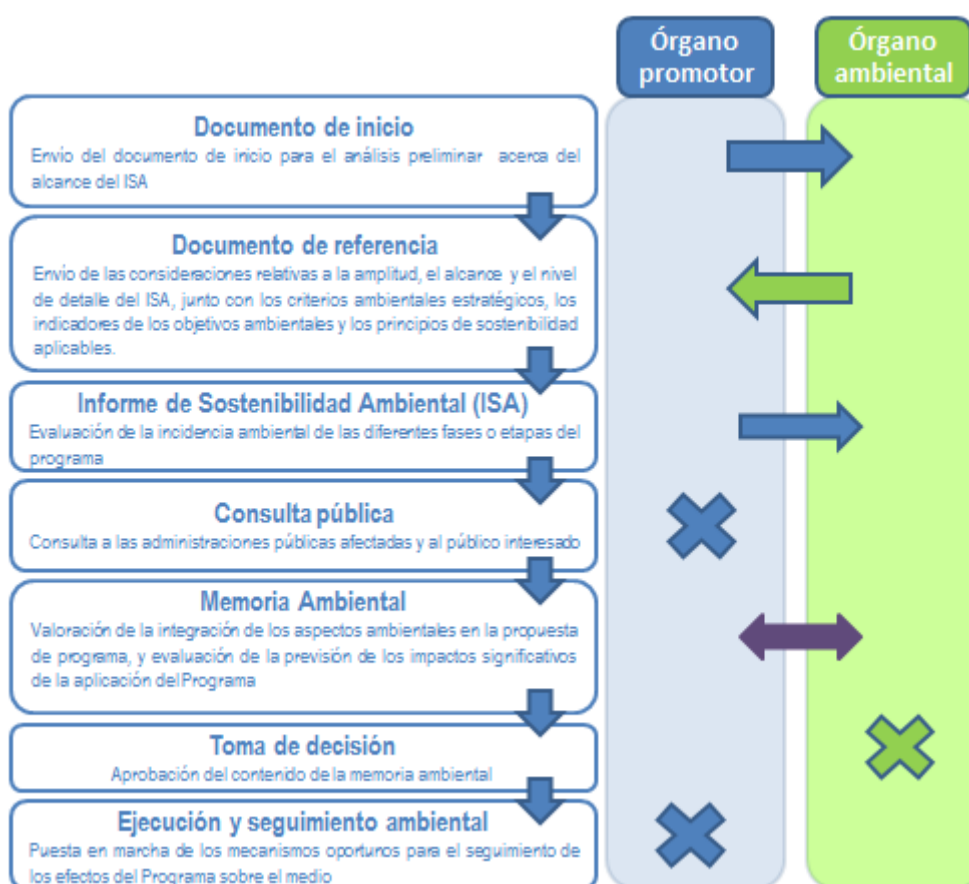 Órgano
promotor
Órgano
ambiental
Documento de inicio
Envío del documento de inicio para el análisis preliminar acerca del
alcance del ISA
Documento de referencia
Envío de las consideraciones relativas a la amplitud, el alcance y el nivel
de detalle del ISA, junto con los criterios ambientales estratégicos, los
indicadores de los objetivos ambientales y los principios de sostenibilidad
aplicables.
Informe de Sostenibilidad Ambiental (ISA)
Evaluación de la incidencia ambiental de las diferentes fases o etapas del
programa
Consulta pública
Consulta a las administraciones públicas afectadas y al público interesado
Memoria Ambiental
Valoración de la integración de los aspectos ambientales en la propuesta
de programa, y evaluación de la previsión de los impactos significativos
de la aplicación del Programa
Toma de decisión
Aprobación del contenido de la memoria ambiental
Ejecución y seguimiento ambiental
Puesta en marcha de los mecanismos oportunos para el seguimiento de
los efectos del Programa sobre el medio